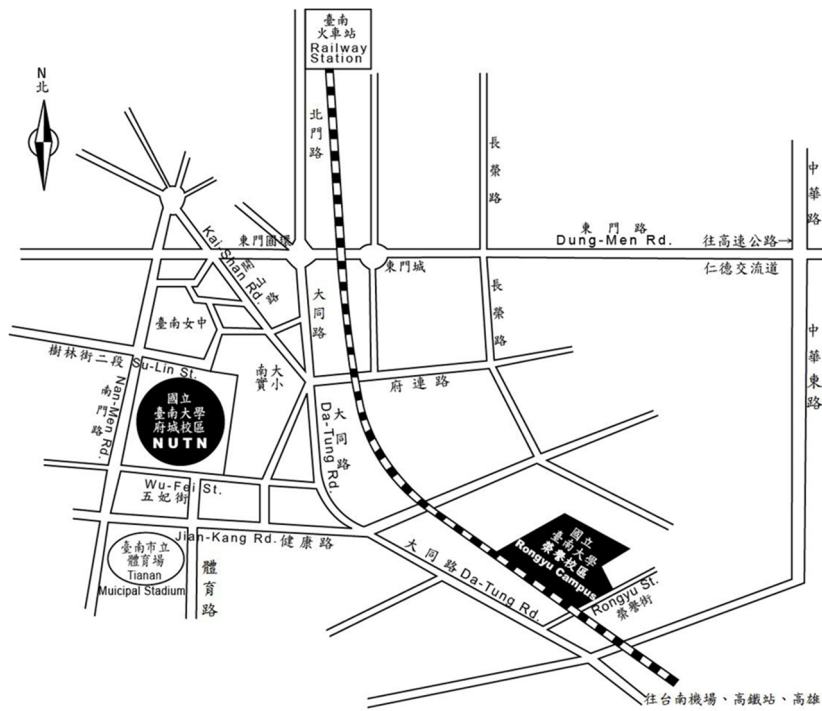 臺南
火車站
Railway
Station
N
北
北門路
長榮路
中華路
東門路
Dung-Men Rd.
往高速公路→
仁德交流道
東門圓環
東門城
Kai-Shan Rd.
開山路
大同路
長榮路
中華東路
臺南女中
樹林街二段 Su-Lin St.
南大
實小
府連路
Nan-Men Rd.
南門路
國立
臺南大學
府城校區
NUTN
大同路
Da-Tung Rd.
Wu-Fei St.
五妃街
Jian-Kang Rd. 健康路
臺南市立
體育場
Tianan
Muicipal Stadium
體育路
大同路 Da-Tung Rd.
國立
臺南大學
榮譽校區
Rongyu Campus
Rongyu St.
榮譽街
往台南機場、高鐵站、高雄